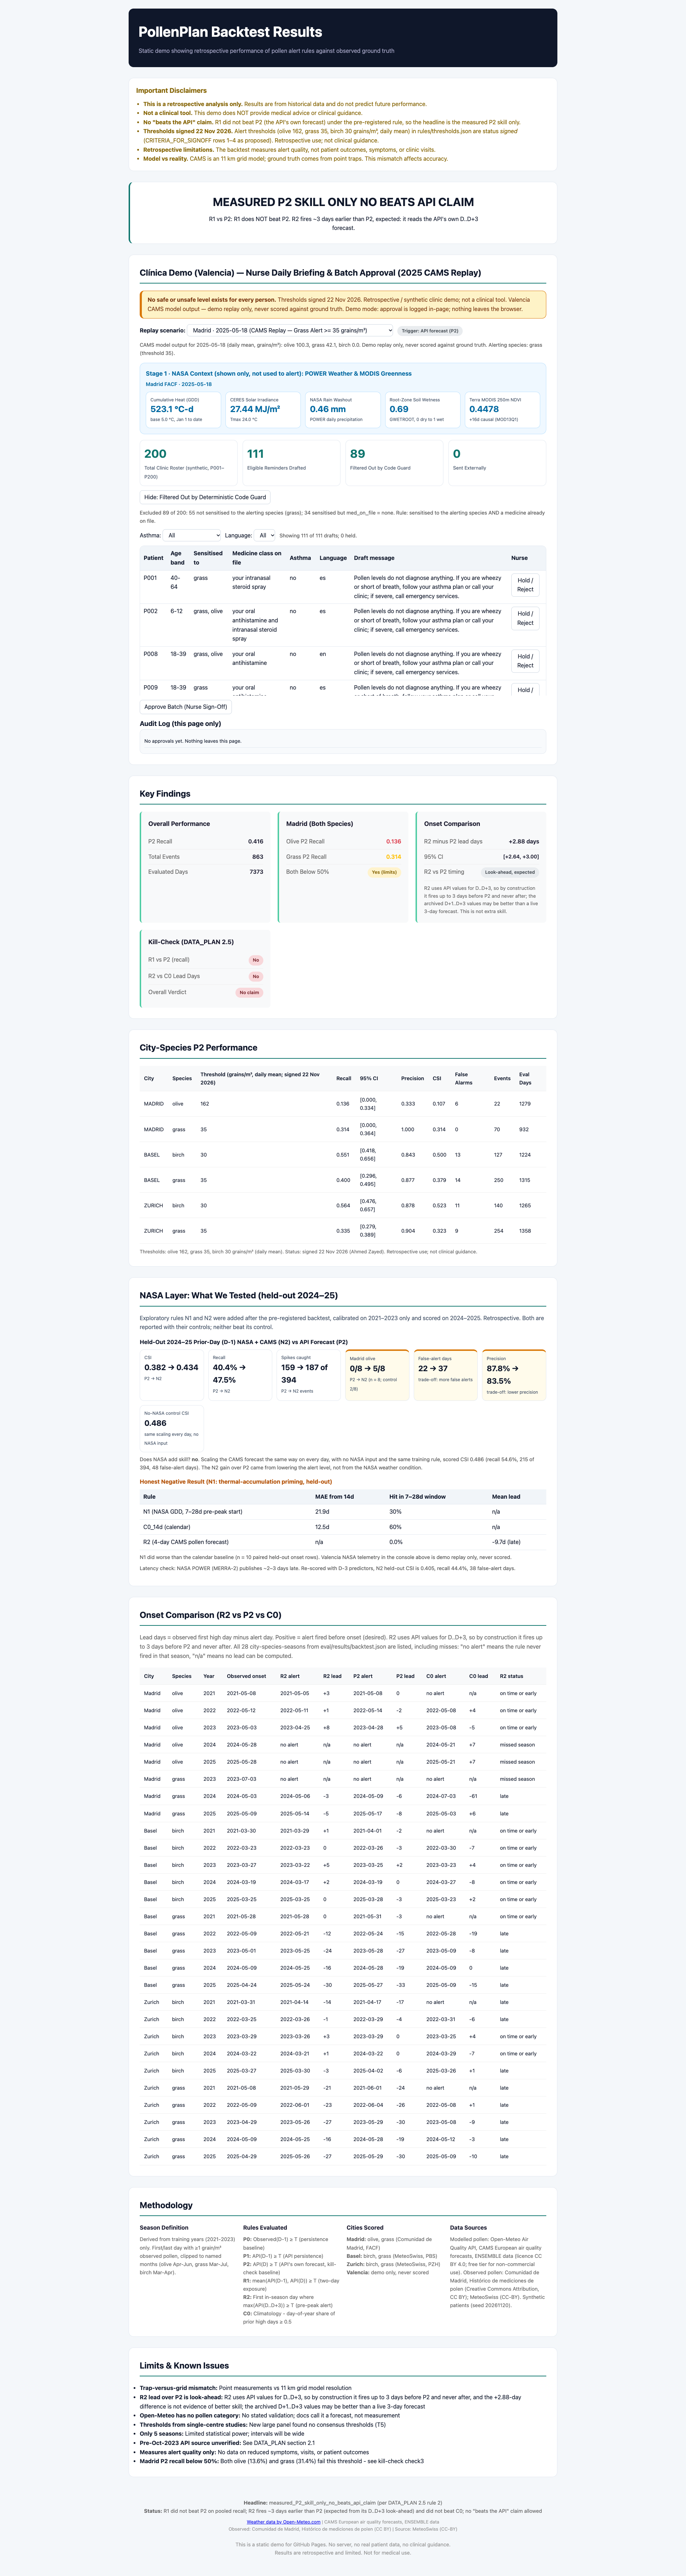 PollenPlan Backtest Results
Static demo showing retrospective performance of pollen alert rules against observed ground truth
Important Disclaimers
• This is a retrospective analysis only. Results are from historical data and do not predict future performance.
• Not a clinical tool. This demo does NOT provide medical advice or clinical guidance.
• No "beats the API" claim. R1 did not beat P2 (the API's own forecast) under the pre-registered rule, so the headline is the measured P2 skill only.
• Thresholds signed 22 Nov 2026. Alert thresholds (olive 162, grass 35, birch 30 grains/m³, daily mean) in rules/thresholds.json are status signed
(CRITERIA_FOR_SIGNOFF rows 1–4 as proposed). Retrospective use; not clinical guidance.
• Retrospective limitations. The backtest measures alert quality, not patient outcomes, symptoms, or clinic visits.
• Model vs reality. CAMS is an 11 km grid model; ground truth comes from point traps. This mismatch affects accuracy.
MEASURED P2 SKILL ONLY NO BEATS API CLAIM
R1 vs P2: R1 does NOT beat P2. R2 fires ~3 days earlier than P2, expected: it reads the API's own D..D+3
forecast.
Clínica Demo (Valencia) — Nurse Daily Briefing & Batch Approval (2025 CAMS Replay)
No safe or unsafe level exists for every person. Thresholds signed 22 Nov 2026. Retrospective / synthetic clinic demo; not a clinical tool. Valencia
CAMS model output — demo replay only, never scored against ground truth. Demo mode: approval is logged in-page; nothing leaves the browser.
Replay scenario: Madrid · 2025-05-18 (CAMS Replay — Grass Alert >= 35 grains/m³) Trigger: API forecast (P2)
CAMS model output for 2025-05-18 (daily mean, grains/m³): olive 100.3, grass 42.1, birch 0.0. Demo replay only, never scored against ground truth. Alerting species: grass
(threshold 35).
Stage 1 · NASA Context (shown only, not used to alert): POWER Weather & MODIS Greenness
Madrid FACF · 2025-05-18
Cumulative Heat (GDD)
523.1 °C-d
base 5.0 °C, Jan 1 to date
CERES Solar Irradiance
27.44 MJ/m²
Tmax 24.0 °C
NASA Rain Washout
0.46 mm
POWER daily precipitation
Root-Zone Soil Wetness
0.69
GWETROOT, 0 dry to 1 wet
Terra MODIS 250m NDVI
0.4478
+16d causal (MOD13Q1)
200
Total Clinic Roster (synthetic, P001–
P200)
111
Eligible Reminders Drafted
89
Filtered Out by Code Guard
0
Sent Externally
Hide: Filtered Out by Deterministic Code Guard
Excluded 89 of 200: 55 not sensitised to the alerting species (grass); 34 sensitised but med_on_file = none. Rule: sensitised to the alerting species AND a medicine already
on file.
Asthma: All Language: All Showing 111 of 111 drafts; 0 held.
Patient Age band Sensitised to Medicine class on file Asthma Language Draft message Nurse
P001 40-64 grass your intranasal steroid spray no es Pollen levels do not diagnose anything. If you are wheezy or short of breath, follow your asthma plan or call your clinic; if severe, call emergency services. Hold / Reject
P002 6-12 grass, olive your oral antihistamine and intranasal steroid spray no es Pollen levels do not diagnose anything. If you are wheezy or short of breath, follow your asthma plan or call your clinic; if severe, call emergency services. Hold / Reject
P008 18-39 grass, olive your oral antihistamine no en Pollen levels do not diagnose anything. If you are wheezy or short of breath, follow your asthma plan or call your clinic; if severe, call emergency services. Hold / Reject
P009 18-39 grass your oral no es Pollen levels do not diagnose anything. If you are wheezy Hold /
Approve Batch (Nurse Sign-Off)
Audit Log (this page only)
No approvals yet. Nothing leaves this page.
Key Findings
Overall Performance
P2 Recall 0.416
Total Events 863
Evaluated Days 7373
Madrid (Both Species)
Olive P2 Recall 0.136
Grass P2 Recall 0.314
Both Below 50% Yes (limits)
Onset Comparison
R2 minus P2 lead days +2.88 days
95% CI [+2.64, +3.00]
R2 vs P2 timing Look-ahead, expected
R2 uses API values for D..D+3, so by construction
it fires up to 3 days before P2 and never after; the
archived D+1..D+3 values may be better than a live
3-day forecast. This is not extra skill.
Kill-Check (DATA_PLAN 2.5)
R1 vs P2 (recall) No
R2 vs C0 Lead Days No
Overall Verdict No claim
City-Species P2 Performance
City Species Threshold (grains/m³, daily mean; signed 22 Nov 2026) Recall 95% CI Precision CSI False Alarms Events Eval Days
MADRID olive 162 0.136 [0.000, 0.334] 0.333 0.107 6 22 1279
MADRID grass 35 0.314 [0.000, 0.364] 1.000 0.314 0 70 932
BASEL birch 30 0.551 [0.418, 0.656] 0.843 0.500 13 127 1224
BASEL grass 35 0.400 [0.296, 0.495] 0.877 0.379 14 250 1315
ZURICH birch 30 0.564 [0.476, 0.657] 0.878 0.523 11 140 1265
ZURICH grass 35 0.335 [0.279, 0.389] 0.904 0.323 9 254 1358
Thresholds: olive 162, grass 35, birch 30 grains/m³ (daily mean). Status: signed 22 Nov 2026 (Ahmed Zayed). Retrospective use; not clinical guidance.
NASA Layer: What We Tested (held-out 2024–25)
Exploratory rules N1 and N2 were added after the pre-registered backtest, calibrated on 2021–2023 only and scored on 2024–2025. Retrospective. Both are
reported with their controls; neither beat its control.
Held-Out 2024–25 Prior-Day (D-1) NASA + CAMS (N2) vs API Forecast (P2)
CSI
0.382 → 0.434
P2 → N2
Recall
40.4% →
47.5%
P2 → N2
Spikes caught
159 → 187 of
394
P2 → N2 events
Madrid olive
0/8 → 5/8
P2 → N2 (n = 8; control
2/8)
False-alert days
22 → 37
trade-off: more false alerts
Precision
87.8% →
83.5%
trade-off: lower precision
No-NASA control CSI
0.486
same scaling every day, no
NASA input
Does NASA add skill? no. Scaling the CAMS forecast the same way on every day, with no NASA input and the same training rule, scored CSI 0.486 (recall 54.6%, 215 of
394, 48 false-alert days). The N2 gain over P2 came from lowering the alert level, not from the NASA weather condition.
Honest Negative Result (N1: thermal-accumulation priming, held-out)
Rule MAE from 14d Hit in 7–28d window Mean lead
N1 (NASA GDD, 7–28d pre-peak start) 21.9d 30% n/a
C0_14d (calendar) 12.5d 60% n/a
R2 (4-day CAMS pollen forecast) n/a 0.0% -9.7d (late)
N1 did worse than the calendar baseline (n = 10 paired held-out onset rows). Valencia NASA telemetry in the console above is demo replay only, never scored.
Latency check: NASA POWER (MERRA-2) publishes ~2–3 days late. Re-scored with D-3 predictors, N2 held-out CSI is 0.405, recall 44.4%, 38 false-alert days.
Onset Comparison (R2 vs P2 vs C0)
Lead days = observed first high day minus alert day. Positive = alert fired before onset (desired). R2 uses API values for D..D+3, so by construction it fires up
to 3 days before P2 and never after. All 28 city-species-seasons from eval/results/backtest.json are listed, including misses: "no alert" means the rule never
fired in that season, "n/a" means no lead can be computed.
City Species Year Observed onset R2 alert R2 lead P2 alert P2 lead C0 alert C0 lead R2 status
Madrid olive 2021 2021-05-08 2021-05-05 +3 2021-05-08 0 no alert n/a on time or early
Madrid olive 2022 2022-05-12 2022-05-11 +1 2022-05-14 -2 2022-05-08 +4 on time or early
Madrid olive 2023 2023-05-03 2023-04-25 +8 2023-04-28 +5 2023-05-08 -5 on time or early
Madrid olive 2024 2024-05-28 no alert n/a no alert n/a 2024-05-21 +7 missed season
Madrid olive 2025 2025-05-28 no alert n/a no alert n/a 2025-05-21 +7 missed season
Madrid grass 2023 2023-07-03 no alert n/a no alert n/a no alert n/a missed season
Madrid grass 2024 2024-05-03 2024-05-06 -3 2024-05-09 -6 2024-07-03 -61 late
Madrid grass 2025 2025-05-09 2025-05-14 -5 2025-05-17 -8 2025-05-03 +6 late
Basel birch 2021 2021-03-30 2021-03-29 +1 2021-04-01 -2 no alert n/a on time or early
Basel birch 2022 2022-03-23 2022-03-23 0 2022-03-26 -3 2022-03-30 -7 on time or early
Basel birch 2023 2023-03-27 2023-03-22 +5 2023-03-25 +2 2023-03-23 +4 on time or early
Basel birch 2024 2024-03-19 2024-03-17 +2 2024-03-19 0 2024-03-27 -8 on time or early
Basel birch 2025 2025-03-25 2025-03-25 0 2025-03-28 -3 2025-03-23 +2 on time or early
Basel grass 2021 2021-05-28 2021-05-28 0 2021-05-31 -3 no alert n/a on time or early
Basel grass 2022 2022-05-09 2022-05-21 -12 2022-05-24 -15 2022-05-28 -19 late
Basel grass 2023 2023-05-01 2023-05-25 -24 2023-05-28 -27 2023-05-09 -8 late
Basel grass 2024 2024-05-09 2024-05-25 -16 2024-05-28 -19 2024-05-09 0 late
Basel grass 2025 2025-04-24 2025-05-24 -30 2025-05-27 -33 2025-05-09 -15 late
Zurich birch 2021 2021-03-31 2021-04-14 -14 2021-04-17 -17 no alert n/a late
Zurich birch 2022 2022-03-25 2022-03-26 -1 2022-03-29 -4 2022-03-31 -6 late
Zurich birch 2023 2023-03-29 2023-03-26 +3 2023-03-29 0 2023-03-25 +4 on time or early
Zurich birch 2024 2024-03-22 2024-03-21 +1 2024-03-22 0 2024-03-29 -7 on time or early
Zurich birch 2025 2025-03-27 2025-03-30 -3 2025-04-02 -6 2025-03-26 +1 late
Zurich grass 2021 2021-05-08 2021-05-29 -21 2021-06-01 -24 no alert n/a late
Zurich grass 2022 2022-05-09 2022-06-01 -23 2022-06-04 -26 2022-05-08 +1 late
Zurich grass 2023 2023-04-29 2023-05-26 -27 2023-05-29 -30 2023-05-08 -9 late
Zurich grass 2024 2024-05-09 2024-05-25 -16 2024-05-28 -19 2024-05-12 -3 late
Zurich grass 2025 2025-04-29 2025-05-26 -27 2025-05-29 -30 2025-05-09 -10 late
Methodology
Season Definition
Derived from training years (2021–2023)
only. First/last day with ≥1 grain/m³
observed pollen, clipped to named
months (olive Apr-Jun, grass Mar-Jul,
birch Mar-Apr).
Rules Evaluated
P0: Observed(D-1) ≥ T (persistence
baseline)
P1: API(D-1) ≥ T (API persistence)
P2: API(D) ≥ T (API's own forecast, kill-
check baseline)
R1: mean(API(D-1), API(D)) ≥ T (two-day
exposure)
R2: First in-season day where
max(API(D..D+3)) ≥ T (pre-peak alert)
C0: Climatology - day-of-year share of
prior high days ≥ 0.5
Cities Scored
Madrid: olive, grass (Comunidad de
Madrid, FACF)
Basel: birch, grass (MeteoSwiss, PBS)
Zurich: birch, grass (MeteoSwiss, PZH)
Valencia: demo only, never scored
Data Sources
Modelled pollen: Open-Meteo Air
Quality API, CAMS European air quality
forecasts, ENSEMBLE data (licence CC
BY 4.0; free tier for non-commercial
use). Observed pollen: Comunidad de
Madrid, Histórico de mediciones de
polen (Creative Commons Attribution,
CC BY); MeteoSwiss (CC-BY). Synthetic
patients (seed 20261120).
Limits & Known Issues
• Trap-versus-grid mismatch: Point measurements vs 11 km grid model resolution
• R2 lead over P2 is look-ahead: R2 uses API values for D..D+3, so by construction it fires up to 3 days before P2 and never after, and the +2.88-day
difference is not evidence of better skill; the archived D+1..D+3 values may be better than a live 3-day forecast
• Open-Meteo has no pollen category: No stated validation; docs call it a forecast, not measurement
• Thresholds from single-centre studies: New large panel found no consensus thresholds (T5)
• Only 5 seasons: Limited statistical power; intervals will be wide
• Pre-Oct-2023 API source unverified: See DATA_PLAN section 2.1
• Measures alert quality only: No data on reduced symptoms, visits, or patient outcomes
• Madrid P2 recall below 50%: Both olive (13.6%) and grass (31.4%) fail this threshold - see kill-check check3
Headline: measured_P2_skill_only_no_beats_api_claim (per DATA_PLAN 2.5 rule 2)
Status: R1 did not beat P2 on pooled recall; R2 fires ~3 days earlier than P2 (expected from its D..D+3 look-ahead) and did not beat C0; no "beats the API" claim allowed
Weather data by Open-Meteo.com | CAMS European air quality forecasts, ENSEMBLE data
Observed: Comunidad de Madrid, Histórico de mediciones de polen (CC BY) | Source: MeteoSwiss (CC-BY)
This is a static demo for GitHub Pages. No server, no real patient data, no clinical guidance.
Results are retrospective and limited. Not for medical use.